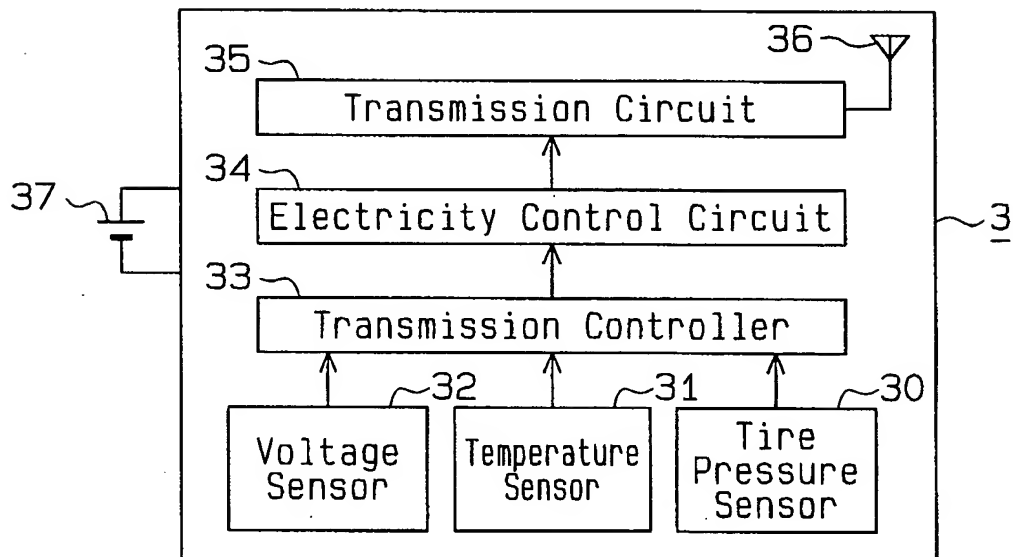 36
35
Transmission Circuit
34
37
Electricity Control Circuit
3
33
Transmission Controller
32
31
30
Voltage
Sensor
Temperature
Sensor
Tire
Pressure
Sensor